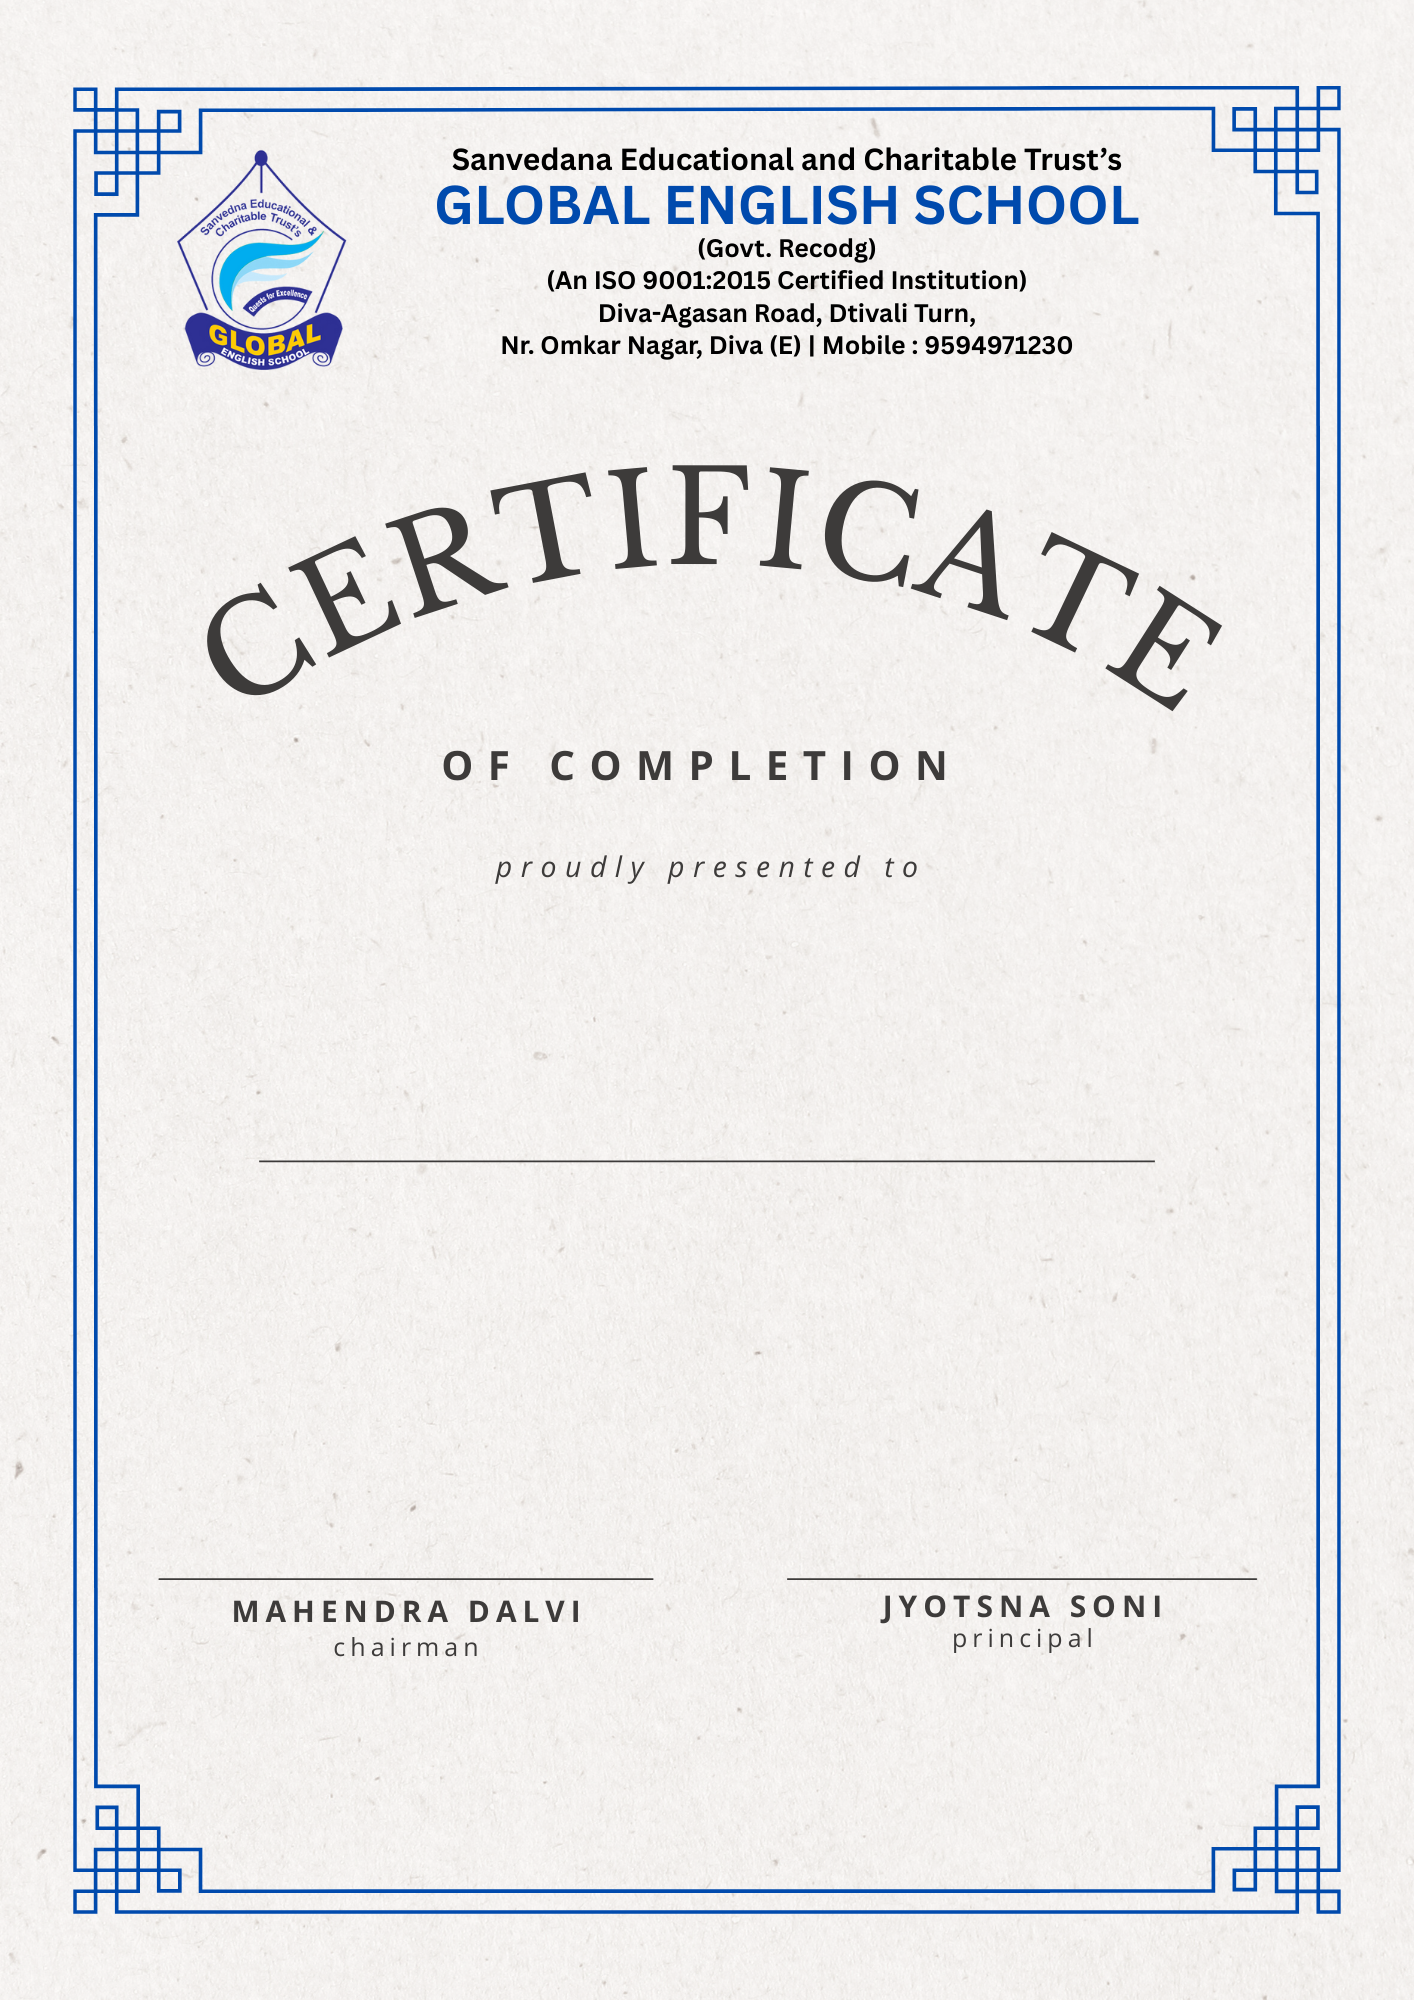 Sanvedana Educational and Charitable Trust’s
GLOBAL ENGLISH SCHOOL
(Govt. Recodg)
(An ISO 9001:2015 Certified Institution)
Diva-Agasan Road, Dtivali Turn,
Nr. Omkar Nagar, Diva (E) | Mobile : 9594971230
Sanvedna Educational &
Charitable Trust's
Quests for Excellence
GLOBAL
ENGLISH SCHOOL
CERTIFICATE
OF COMPLETION
proudly presented to
MAHENDRA DALVI
chairman
JYOTSNA SONI
principal